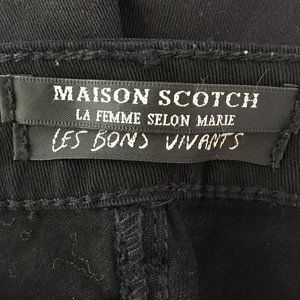 MAISON SCOTCH
LA FEMME SELON MARIE
LES BONS VIVANTS